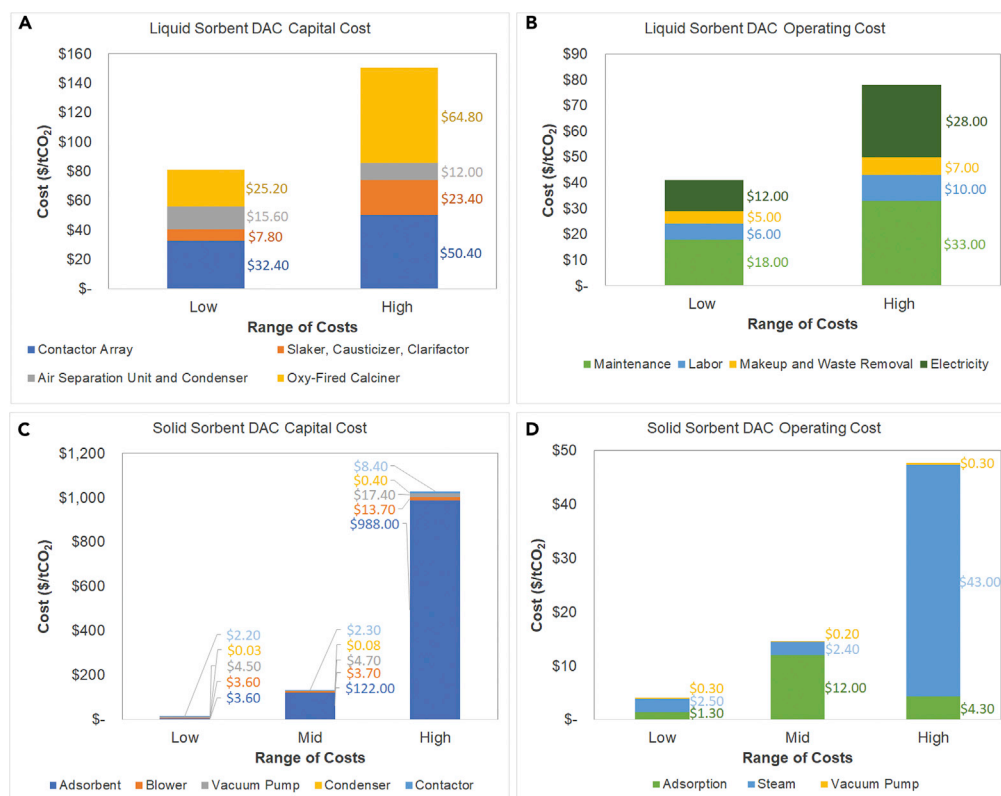 A
Liquid Sorbent DAC Capital Cost
$160
$140
$120
$100
$80
$60
$40
$20
$-
Cost ($/tCO₂)
$25.20
$15.60
$7.80
$32.40
$64.80
$12.00
$23.40
$50.40
Low
High
Range of Costs
Contactor Array
Slaker, Causticizer, Clarifactor
Air Separation Unit and Condenser
Oxy-Fired Calciner
B
Liquid Sorbent DAC Operating Cost
$90
$80
$70
$60
$50
$40
$30
$20
$10
$-
Cost ($/tCO₂)
$12.00
$5.00
$6.00
$18.00
$28.00
$7.00
$10.00
$33.00
Low
High
Range of Costs
Maintenance
Labor
Makeup and Waste Removal
Electricity
C
Solid Sorbent DAC Capital Cost
$1,200
$1,000
$800
$600
$400
$200
$-
Cost ($/tCO₂)
$2.20
$0.03
$4.50
$3.60
$3.60
$2.30
$0.08
$4.70
$3.70
$122.00
$8.40
$0.40
$17.40
$13.70
$988.00
Low
Mid
High
Range of Costs
Adsorbent
Blower
Vacuum Pump
Condenser
Contactor
D
Solid Sorbent DAC Operating Cost
$50
$40
$30
$20
$10
$-
Cost ($/tCO₂)
$0.30
$2.50
$1.30
$0.20
$2.40
$12.00
$0.30
$43.00
$4.30
Low
Mid
High
Range of Costs
Adsorption
Steam
Vacuum Pump